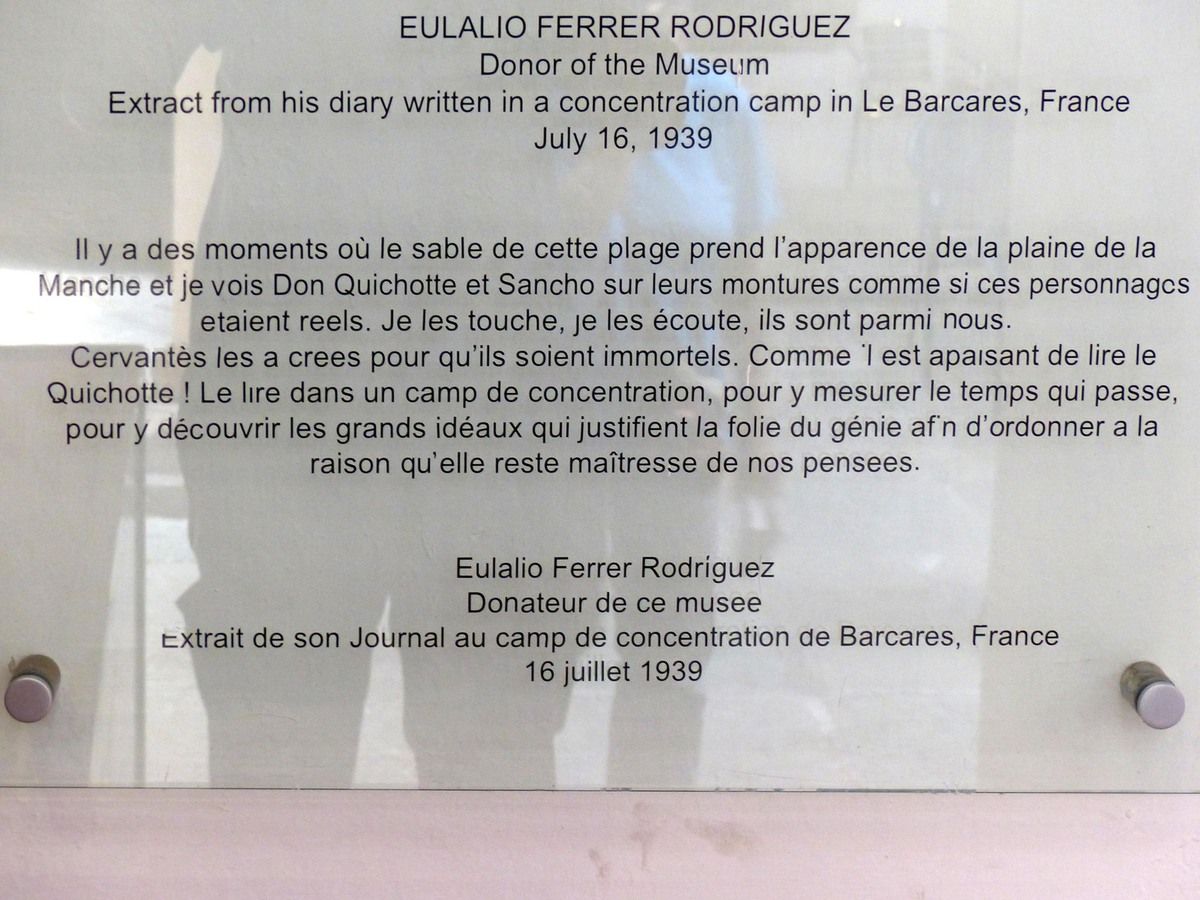 EULALIO FERRER RODRIGUEZ
Donor of the Museum
Extract from his diary written in a concentration camp in Le Barcares, France
July 16, 1939
Il y a des moments où le sable de cette plage prend l'apparence de la plaine de la
Manche et je vois Don Quichotte et Sancho sur leurs montures comme si ces personnages
etaient reels. Je les touche, je les écoute, ils sont parmi nous.
Cervantès les a crees pour qu'ils soient immortels. Comme il est apaisant de lire le
Quichotte ! Le lire dans un camp de concentration, pour y mesurer le temps qui passe,
pour y découvrir les grands idéaux qui justifient la folie du génie afin d'ordonner a la
raison qu'elle reste maîtresse de nos pensees.
Eulalio Ferrer Rodríguez
Donateur de ce musee
Extrait de son Journal au camp de concentration de Barcares, France
16 juillet 1939